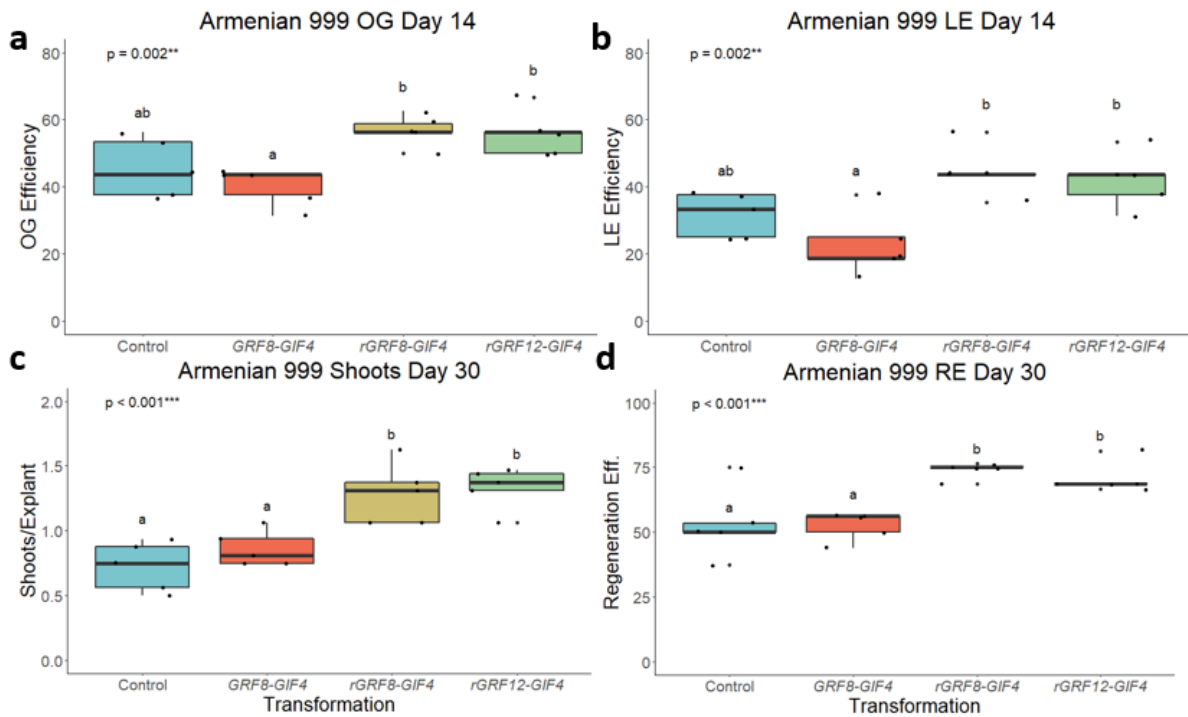 a
Armenian 999 OG Day 14
p = 0.002**
OG Efficiency
80
60
40
20
0
ab
a
b
b
Control
GRF8-GIF4
rGRF8-GIF4
rGRF12-GIF4
b
Armenian 999 LE Day 14
p = 0.002**
LE Efficiency
80
60
40
20
0
ab
a
b
b
Control
GRF8-GIF4
rGRF8-GIF4
rGRF12-GIF4
c
Armenian 999 Shoots Day 30
p < 0.001***
Shoots/Explant
2.0
1.5
1.0
0.5
0.0
a
a
b
b
Control
GRF8-GIF4
rGRF8-GIF4
rGRF12-GIF4
Transformation
d
Armenian 999 RE Day 30
p < 0.001***
Regeneration Eff.
100
75
50
25
0
a
a
b
b
Control
GRF8-GIF4
rGRF8-GIF4
rGRF12-GIF4
Transformation